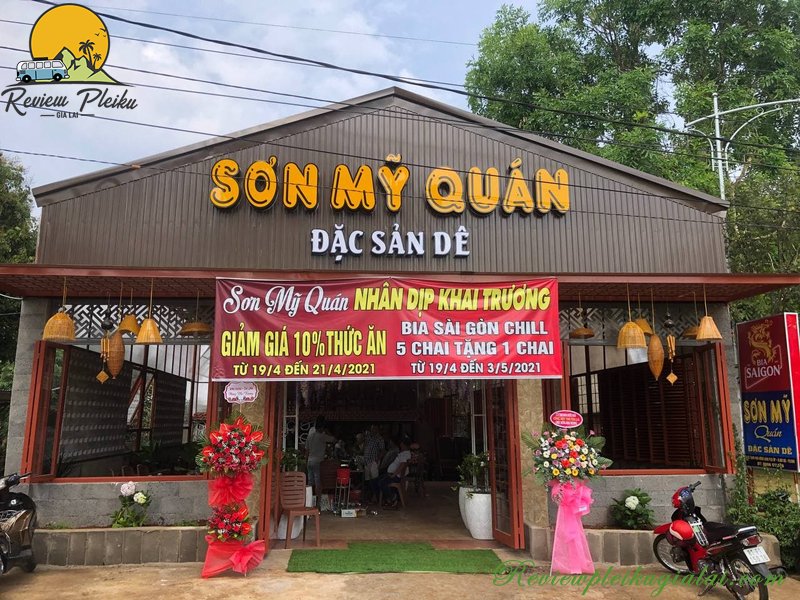 Review Pleiku
GIA LAI
SƠN MỸ QUÁN
ĐẶC SẢN DÊ
Sơn Mỹ Quán NHÂN DỊP KHAI TRƯƠNG
GIẢM GIÁ 10% THỨC ĂN
TỪ 19/4 ĐẾN 21/4/2021
BIA SÀI GÒN CHILL
5 CHAI TẶNG 1 CHAI
TỪ 19/4 ĐẾN 3/5/2021
BIA
SAIGON
SƠN MỸ
Quán
ĐẶC SẢN DÊ
Reviewpleikugialai.com